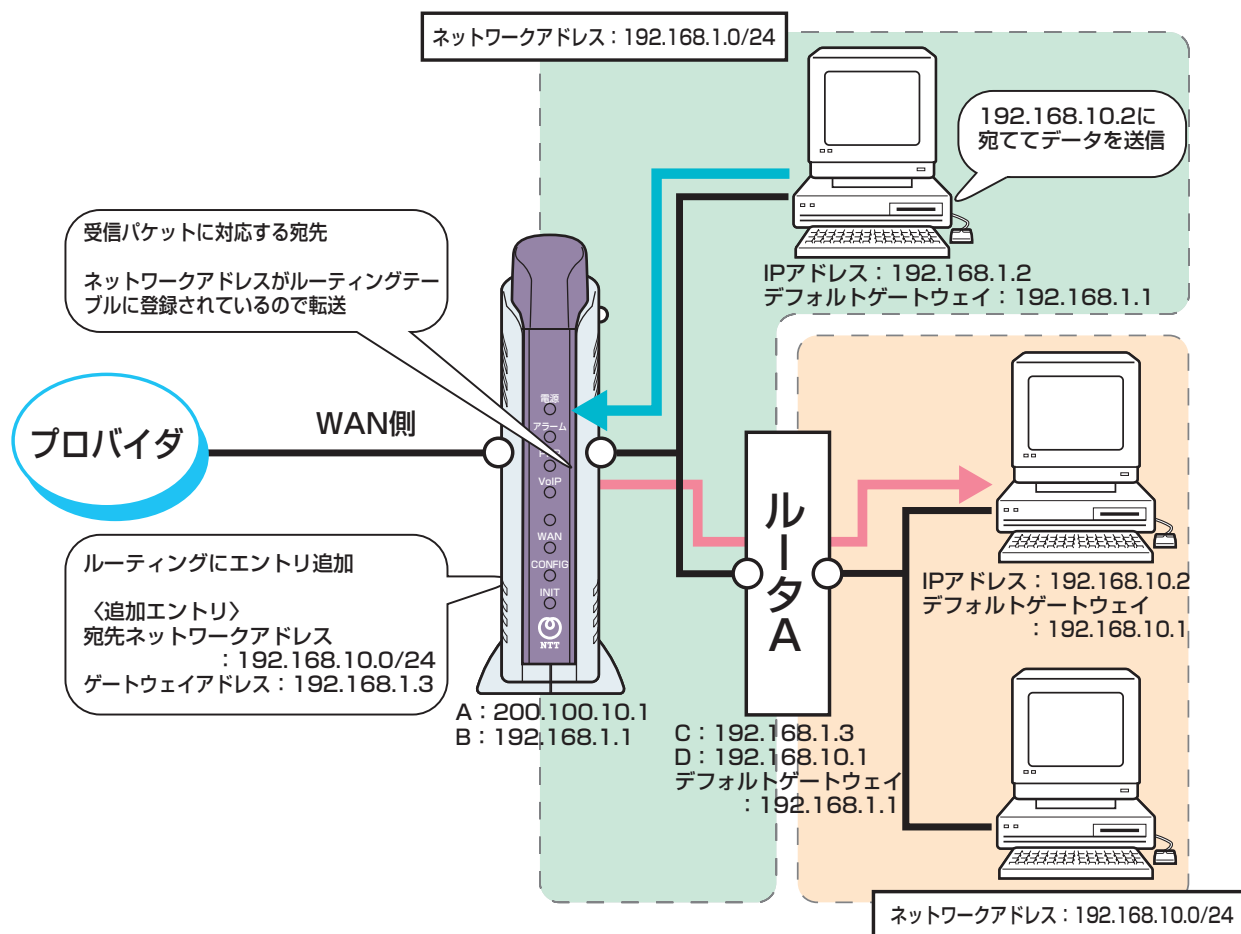 ネットワークアドレス：192.168.1.0/24
192.168.10.2に
宛ててデータを送信
受信パケットに対応する宛先
ネットワークアドレスがルーティングテー
ブルに登録されているので転送
IPアドレス：192.168.1.2
デフォルトゲートウェイ：192.168.1.1
プロバイダ
WAN側
電源
アラーム
VoIP
WAN
CONFIG
INIT
NTT
ルータA
ルーティングにエントリ追加
〈追加エントリ〉
宛先ネットワークアドレス
：192.168.10.0/24
ゲートウェイアドレス：192.168.1.3
A：200.100.10.1
B：192.168.1.1
C：192.168.1.3
D：192.168.10.1
デフォルトゲートウェイ
：192.168.1.1
IPアドレス：192.168.10.2
デフォルトゲートウェイ
：192.168.10.1
ネットワークアドレス：192.168.10.0/24